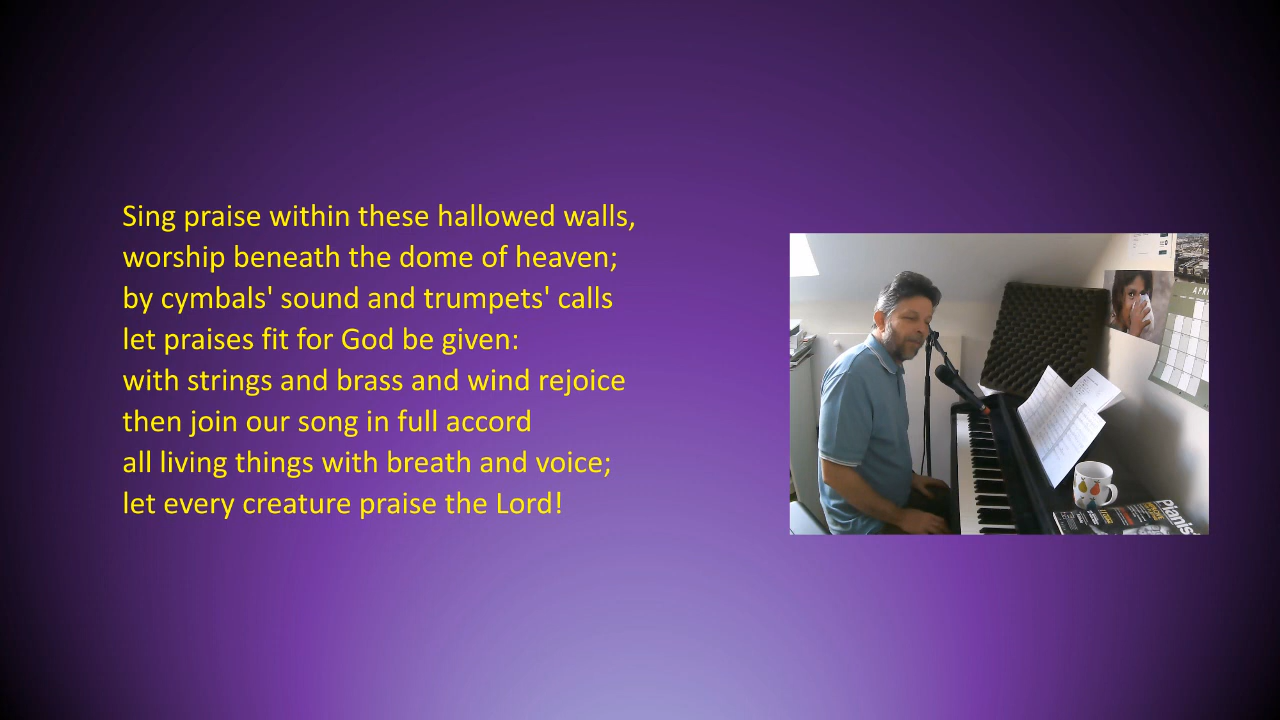 Sing praise within these hallowed walls,
worship beneath the dome of heaven;
by cymbals' sound and trumpets' calls
let praises fit for God be given:
with strings and brass and wind rejoice
then join our song in full accord
all living things with breath and voice;
let every creature praise the Lord!
APRI
Pianis